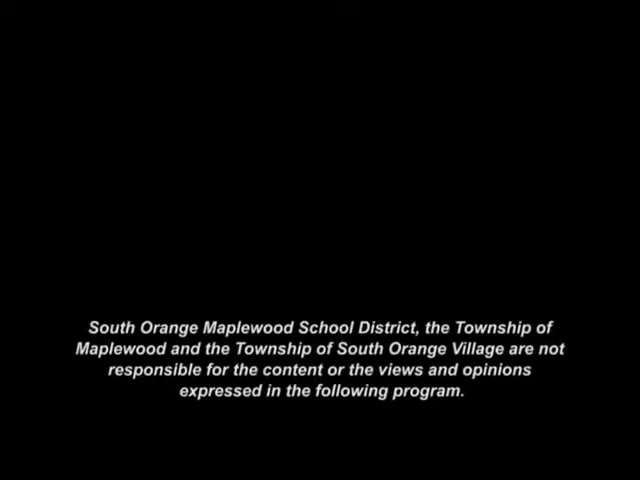 South Orange Maplewood School District, the Township of
Maplewood and the Township of South Orange Village are not
responsible for the content or the views and opinions
expressed in the following program.